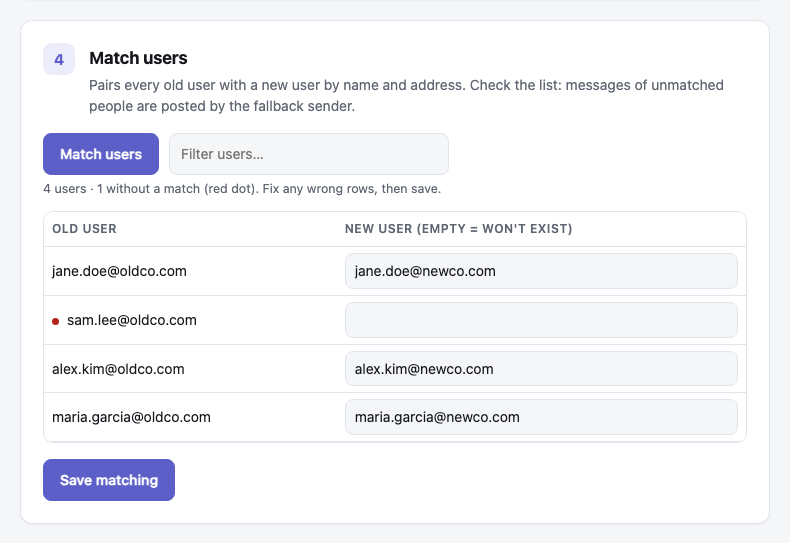 4
Match users
Pairs every old user with a new user by name and address. Check the list: messages of unmatched
people are posted by the fallback sender.
Match users
Filter users...
4 users · 1 without a match (red dot). Fix any wrong rows, then save.
OLD USER NEW USER (EMPTY = WON'T EXIST)
jane.doe@oldco.com jane.doe@newco.com
sam.lee@oldco.com
alex.kim@oldco.com alex.kim@newco.com
maria.garcia@oldco.com maria.garcia@newco.com
Save matching